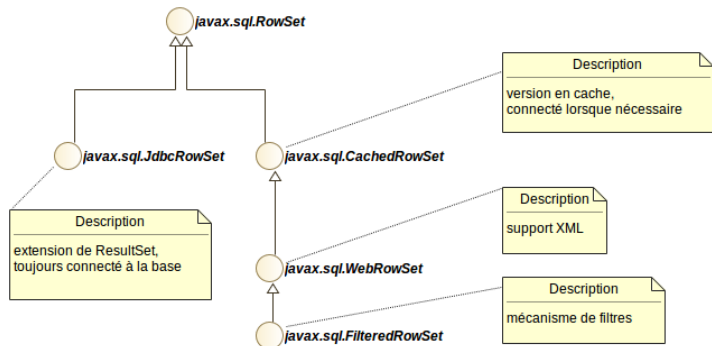 javax.sql.RowSet
Description
version en cache,
connecté lorsque nécessaire
javax.sql.JdbcRowSet
javax.sql.CachedRowSet
Description
extension de ResultSet,
toujours connecté à la base
Description
support XML
javax.sql.WebRowSet
Description
mécanisme de filtres
javax.sql.FilteredRowSet